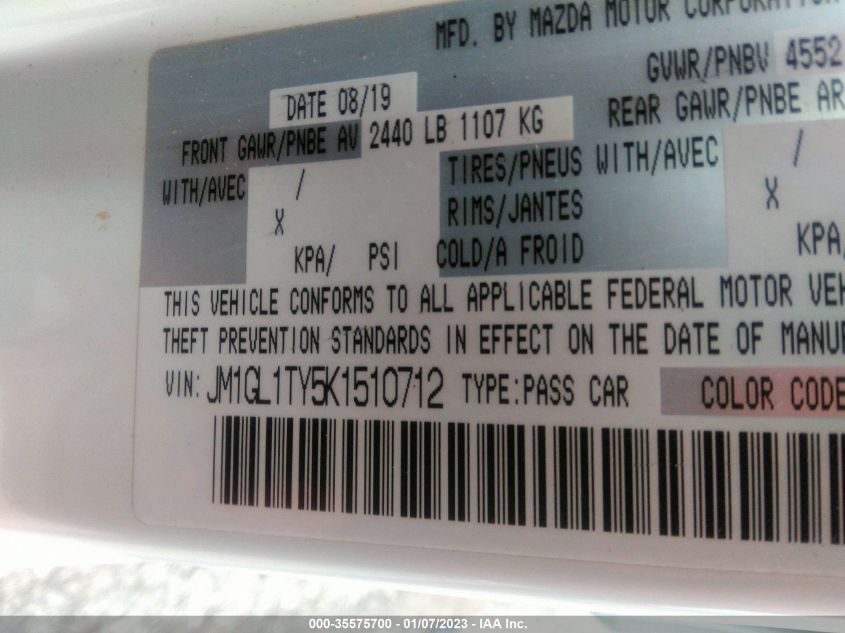 MFD. BY MAZDA MOTOR CORPORATION
GVWR/PNBV 4552
DATE 08/19
FRONT GAWR/PNBE AV 2440 LB 1107 KG
REAR GAWR/PNBE AR
WITH/AVEC /
X
KPA/ PSI
TIRES/PNEUS WITH/AVEC /
RIMS/JANTES X
COLD/A FROID KPA/
THIS VEHICLE CONFORMS TO ALL APPLICABLE FEDERAL MOTOR VEH
THEFT PREVENTION STANDARDS IN EFFECT ON THE DATE OF MANUF
VIN: JM1GL1TY5K1510712 TYPE:PASS CAR COLOR CODE
000-35575700 - 01/07/2023 - IAA Inc.